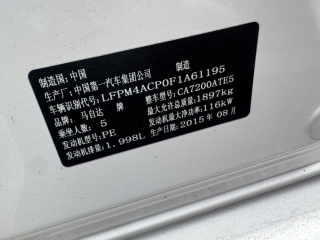 制造国：中国
生产厂：中国第一汽车集团公司 制造
车辆识别代号：LFPM4ACP0F1A61195
品牌：马自达牌 整车型号：CA7200ATE5
乘坐人数：5 最大允许总质量：1897kg
发动机型号：PE 发动机最大净功率：116kW
发动机排量：1.998L 2015年08月